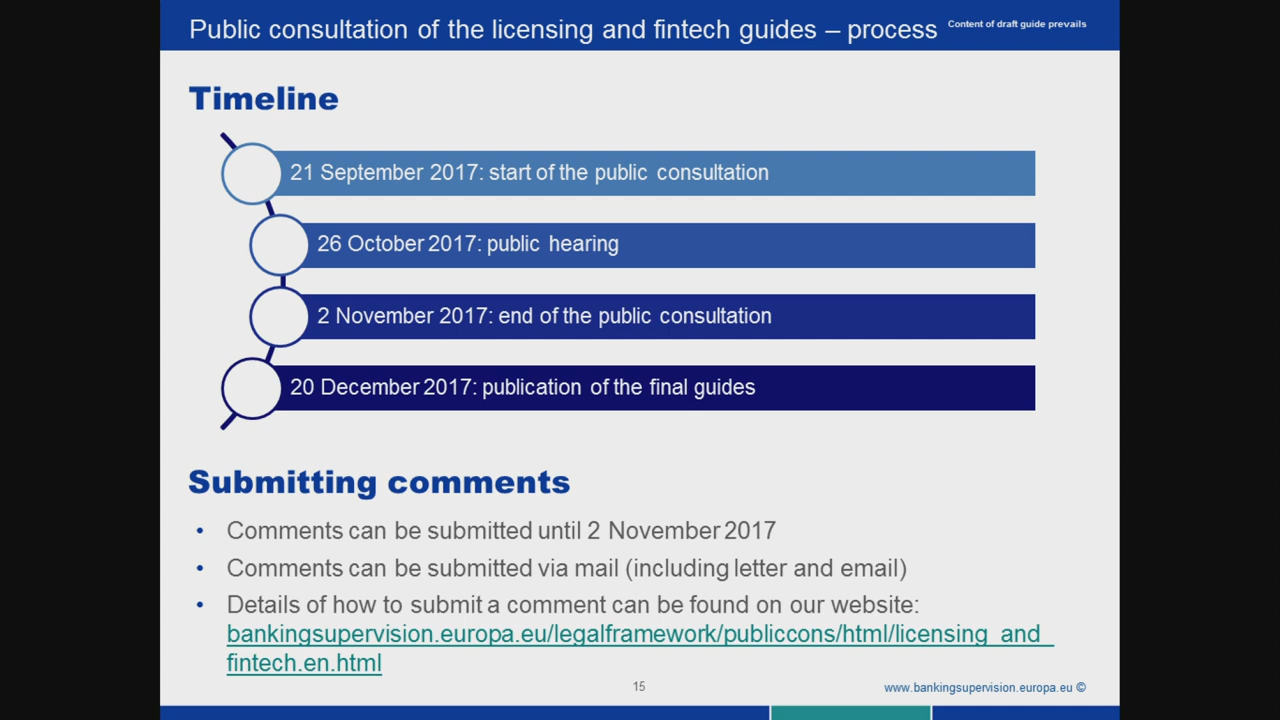 Public consultation of the licensing and fintech guides – process
Content of draft guide prevails
Timeline
21 September 2017: start of the public consultation
26 October 2017: public hearing
2 November 2017: end of the public consultation
20 December 2017: publication of the final guides
Submitting comments
• Comments can be submitted until 2 November 2017
• Comments can be submitted via mail (including letter and email)
• Details of how to submit a comment can be found on our website:
bankingsupervision.europa.eu/legalframework/publiccons/html/licensing_and_
fintech.en.html
15
www.bankingsupervision.europa.eu ©